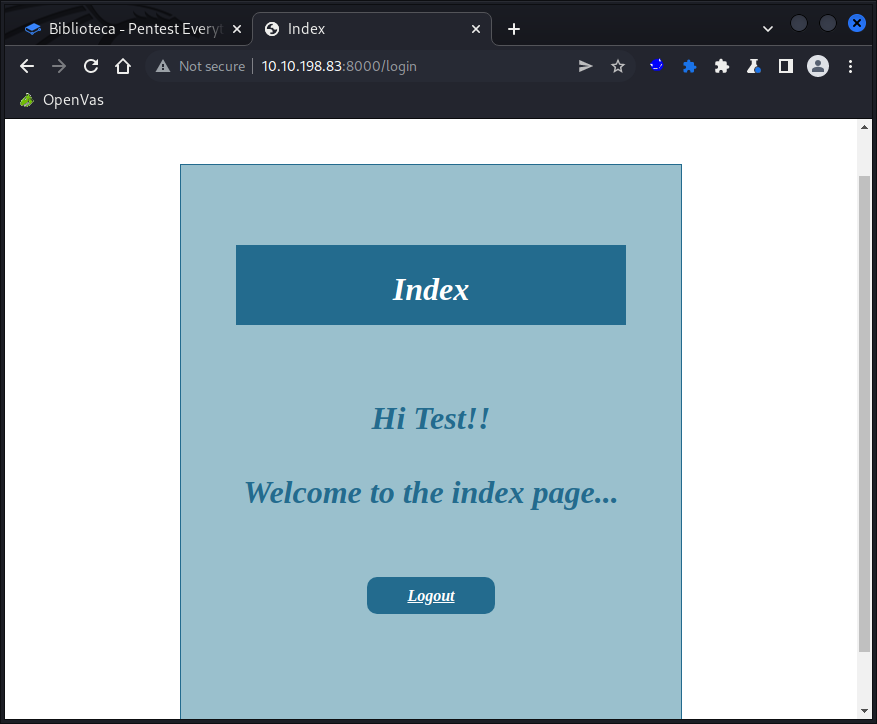 Biblioteca - Pentest Everyt
Index
Not secure
10.10.198.83:8000/login
OpenVas
Index
Hi Test!!
Welcome to the index page...
Logout